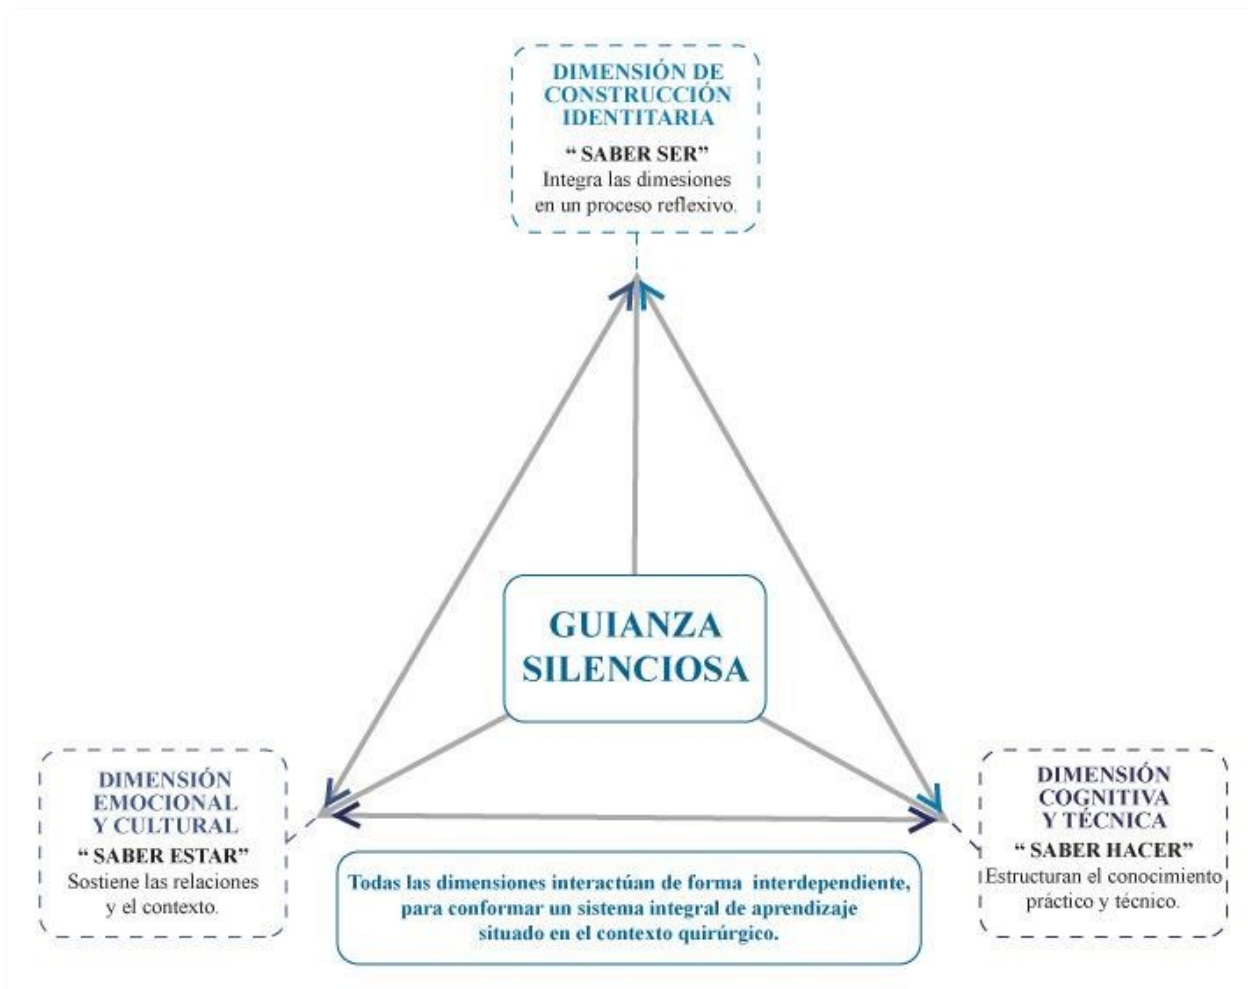 DIMENSIÓN DE
CONSTRUCCIÓN
IDENTITARIA
“ SABER SER”
Integra las dimesiones
en un proceso reflexivo.
GUIANZA
SILENCIOSA
DIMENSIÓN
EMOCIONAL
Y CULTURAL
“ SABER ESTAR”
Sostiene las relaciones
y el contexto.
DIMENSIÓN
COGNITIVA
Y TÉCNICA
“ SABER HACER”
Estructuran el conocimiento
práctico y técnico.
Todas las dimensiones interactúan de forma interdependiente,
para conformar un sistema integral de aprendizaje
situado en el contexto quirúrgico.